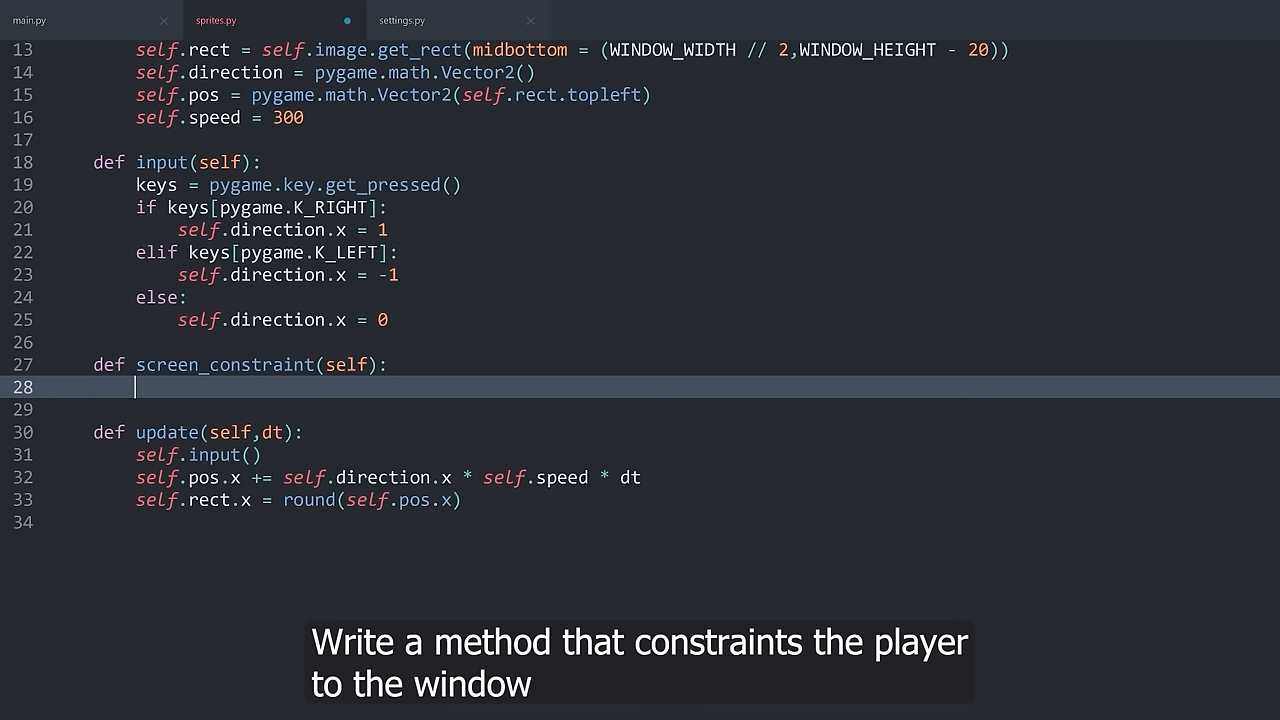 main.py sprites.py settings.py
13 self.rect = self.image.get_rect(midbottom = (WINDOW_WIDTH // 2,WINDOW_HEIGHT - 20))
14 self.direction = pygame.math.Vector2()
15 self.pos = pygame.math.Vector2(self.rect.topleft)
16 self.speed = 300
17
18 def input(self):
19 keys = pygame.key.get_pressed()
20 if keys[pygame.K_RIGHT]:
21 self.direction.x = 1
22 elif keys[pygame.K_LEFT]:
23 self.direction.x = -1
24 else:
25 self.direction.x = 0
26
27 def screen_constraint(self):
28
29
30 def update(self,dt):
31 self.input()
32 self.pos.x += self.direction.x * self.speed * dt
33 self.rect.x = round(self.pos.x)
34
Write a method that constraints the player
to the window